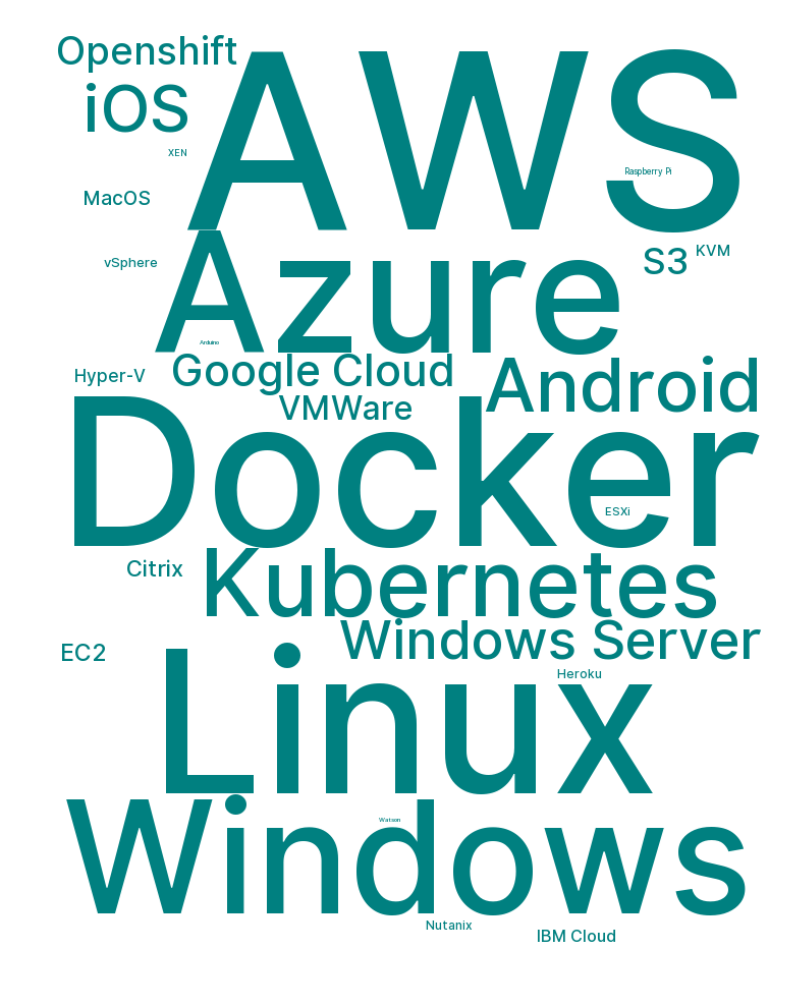 Openshift
AWS
iOS
XEN
Raspberry Pi
MacOS
Azure
S3
KVM
vSphere
Arduino
Google Cloud
Android
Hyper-V
VMWare
Docker
ESXi
Kubernetes
Citrix
Windows Server
EC2
Linux
Heroku
Windows
Watson
Nutanix
IBM Cloud